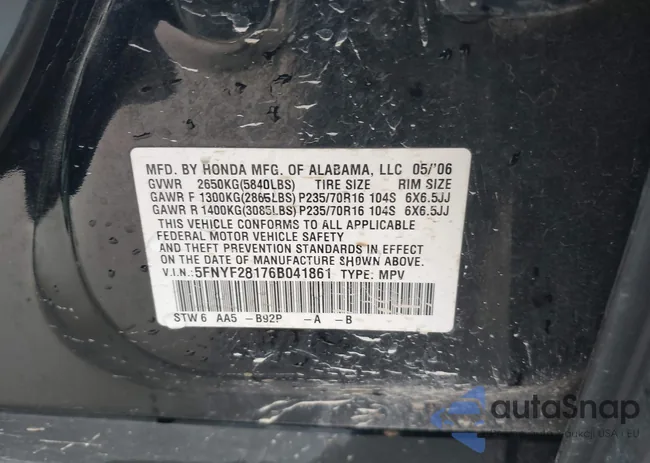 MFD. BY HONDA MFG. OF ALABAMA, LLC 05/'06
GVWR 2650KG(5840LBS) TIRE SIZE RIM SIZE
GAWR F 1300KG(2865LBS) P235/70R16 104S 6X6.5JJ
GAWR R 1400KG(3085LBS) P235/70R16 104S 6X6.5JJ
THIS VEHICLE CONFORMS TO ALL APPLICABLE
FEDERAL MOTOR VEHICLE SAFETY
AND THEFT PREVENTION STANDARDS IN EFFECT
ON THE DATE OF MANUFACTURE SHOWN ABOVE.
V.I.N.: 5FNYF28176B041861 TYPE: MPV
STW6 AA5 -B92P -A -B
autoSnap
aukcji USA i EU